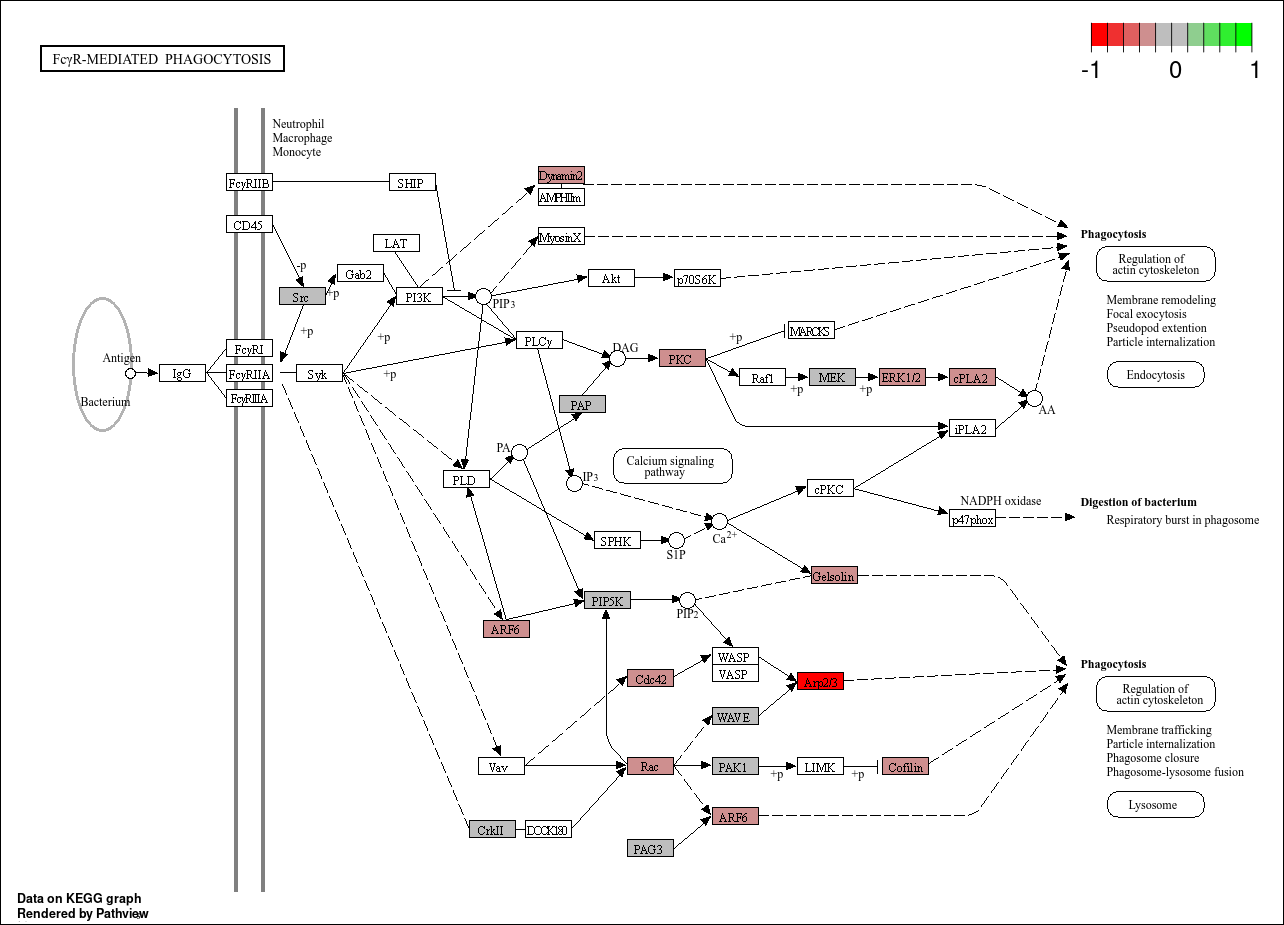 FcγR-MEDIATED PHAGOCYTOSIS
-1 0 1
Neutrophil
Macrophage
Monocyte
FcγRIIB
SHIP
Dynamin2
AMPHIIm
CD45
LAT
MyosinX
Phagocytosis
-p
Gab2
Akt
p70S6K
Regulation of
actin cytoskeleton
Src
+p
PI3K
PIP3
Membrane remodeling
Focal exocytosis
Pseudopod extention
Particle internalization
+p
+p
PLCγ
+p
MARCKS
FcγRI
DAG
Antigen
PKC
IgG
FcγRIIA
Syk
+p
Raf1
+p
MEK
+p
ERK1/2
cPLA2
Endocytosis
Bacterium
FcγRIIIA
PAP
AA
iPLA2
PA
Calcium signaling
pathway
PLD
IP3
cPKC
NADPH oxidase
Digestion of bacterium
p47phox
Respiratory burst in phagosome
Ca2+
SPHK
S1P
Gelsolin
PIP5K
PIP2
ARF6
WASP
VASP
Phagocytosis
Cdc42
Arp2/3
Regulation of
actin cytoskeleton
WAVE
Membrane trafficking
Particle internalization
Phagosome closure
Phagosome-lysosome fusion
Vav
Rac
PAK1
+p
LIMK
+p
Cofilin
Lysosome
ARF6
CrkII
DOCK180
PAG3
Data on KEGG graph
Rendered by Pathview